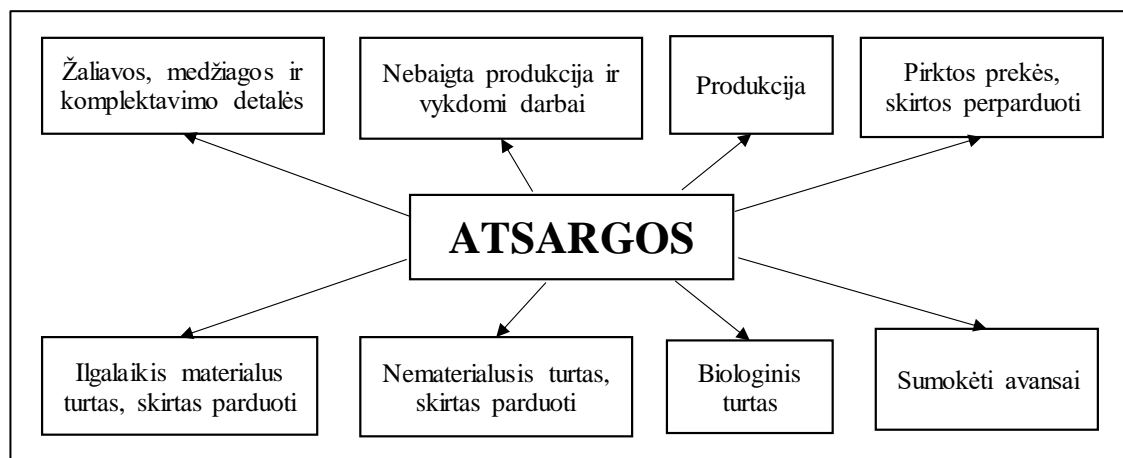 Žaliavos, medžiagos ir
komplektavimo detalės
Nebaigta produkcija ir
vykdomi darbai
Produkcija
Pirktos prekės,
skirtos perparduoti
ATSARGOS
Ilgalaikis materialus
turtas, skirtas parduoti
Nematerialusis turtas,
skirtas parduoti
Biologinis
turtas
Sumokėti avansai